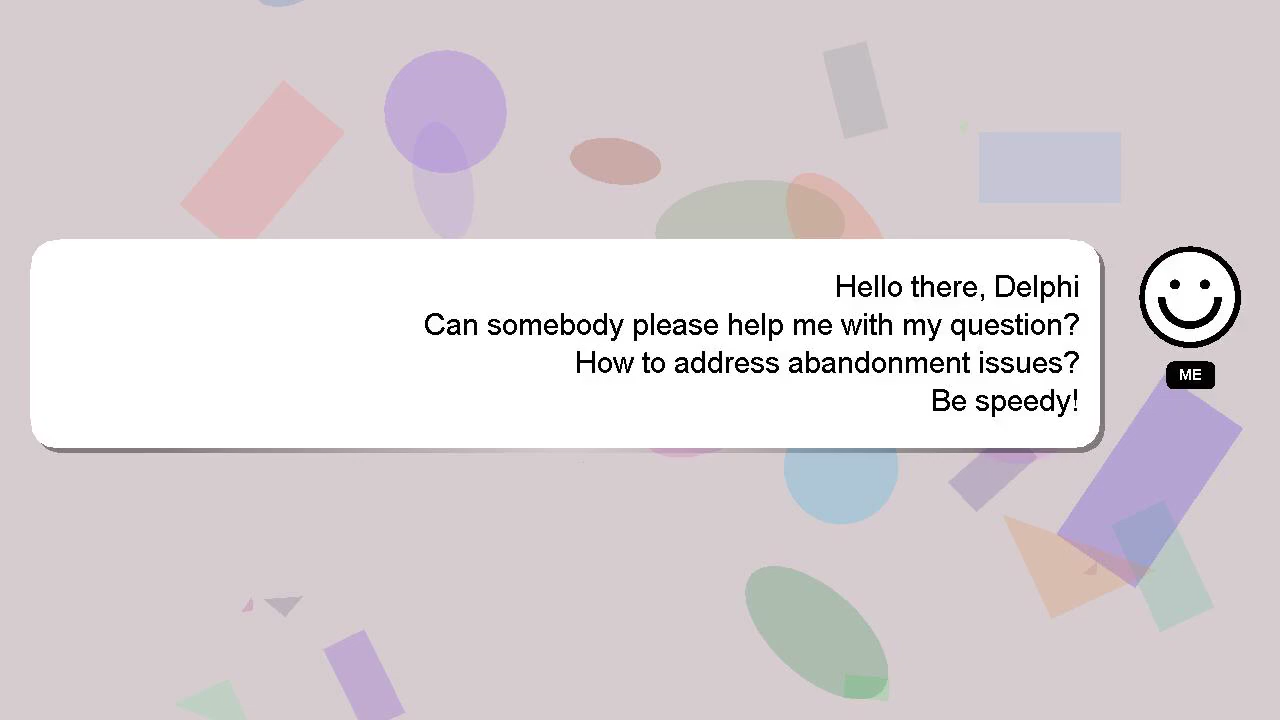 Hello there, Delphi
Can somebody please help me with my question?
How to address abandonment issues?
Be speedy!
ME